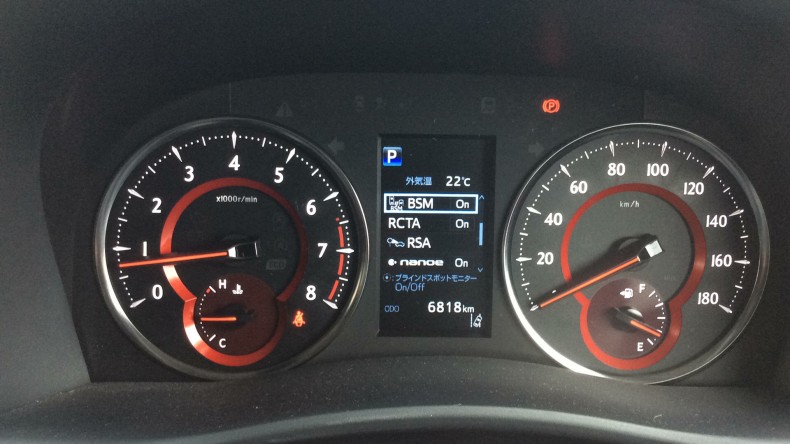 0
1
2
3
4
5
6
7
8
x1000r/min
H
C
P
外気温 22℃
BSM On
RCTA On
RSA
nanoe On
:ブラインドスポットモニター
On/Off
ODO 6818km
(P)
20
40
60
80
100
120
140
160
180
km/h
F
E